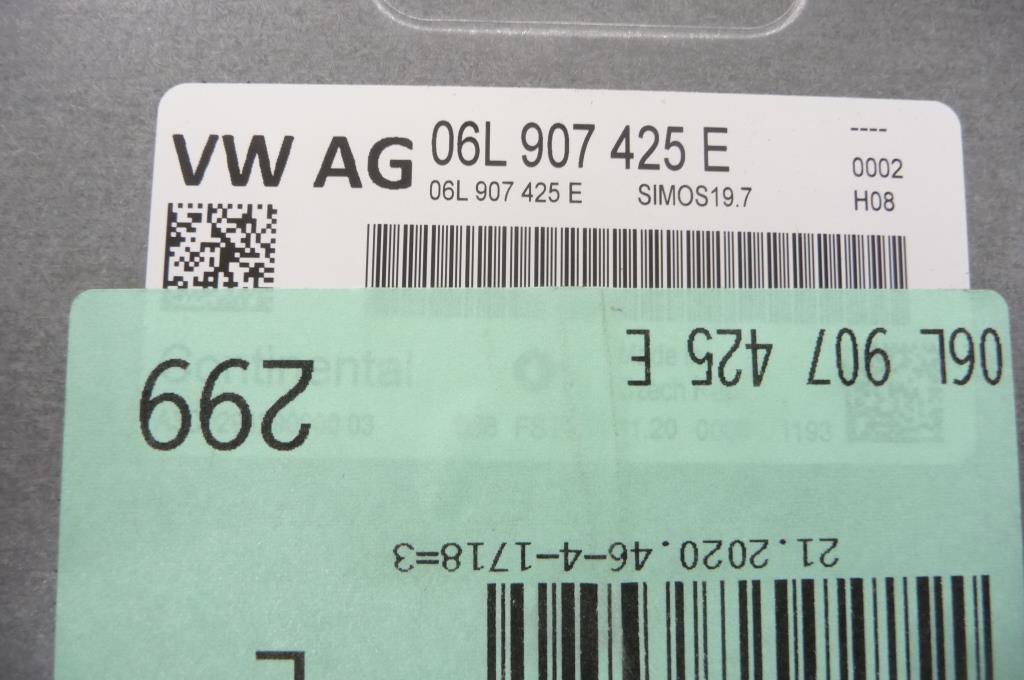 VW AG 06L 907 425 E ----
06L 907 425 E SIMOS19.7 0002
H08
Continental
06L 907 425 E
299
21.2020.46-4-1718=3